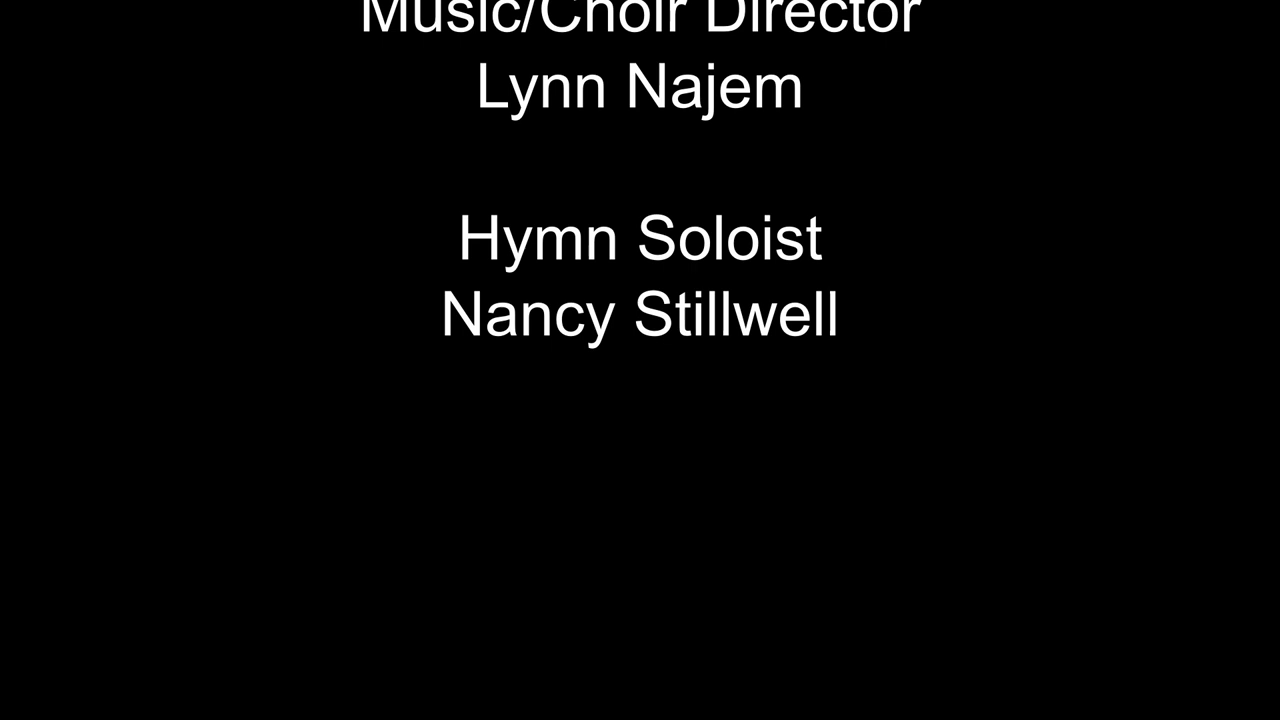 Music/Choir Director
Lynn Najem
Hymn Soloist
Nancy Stillwell